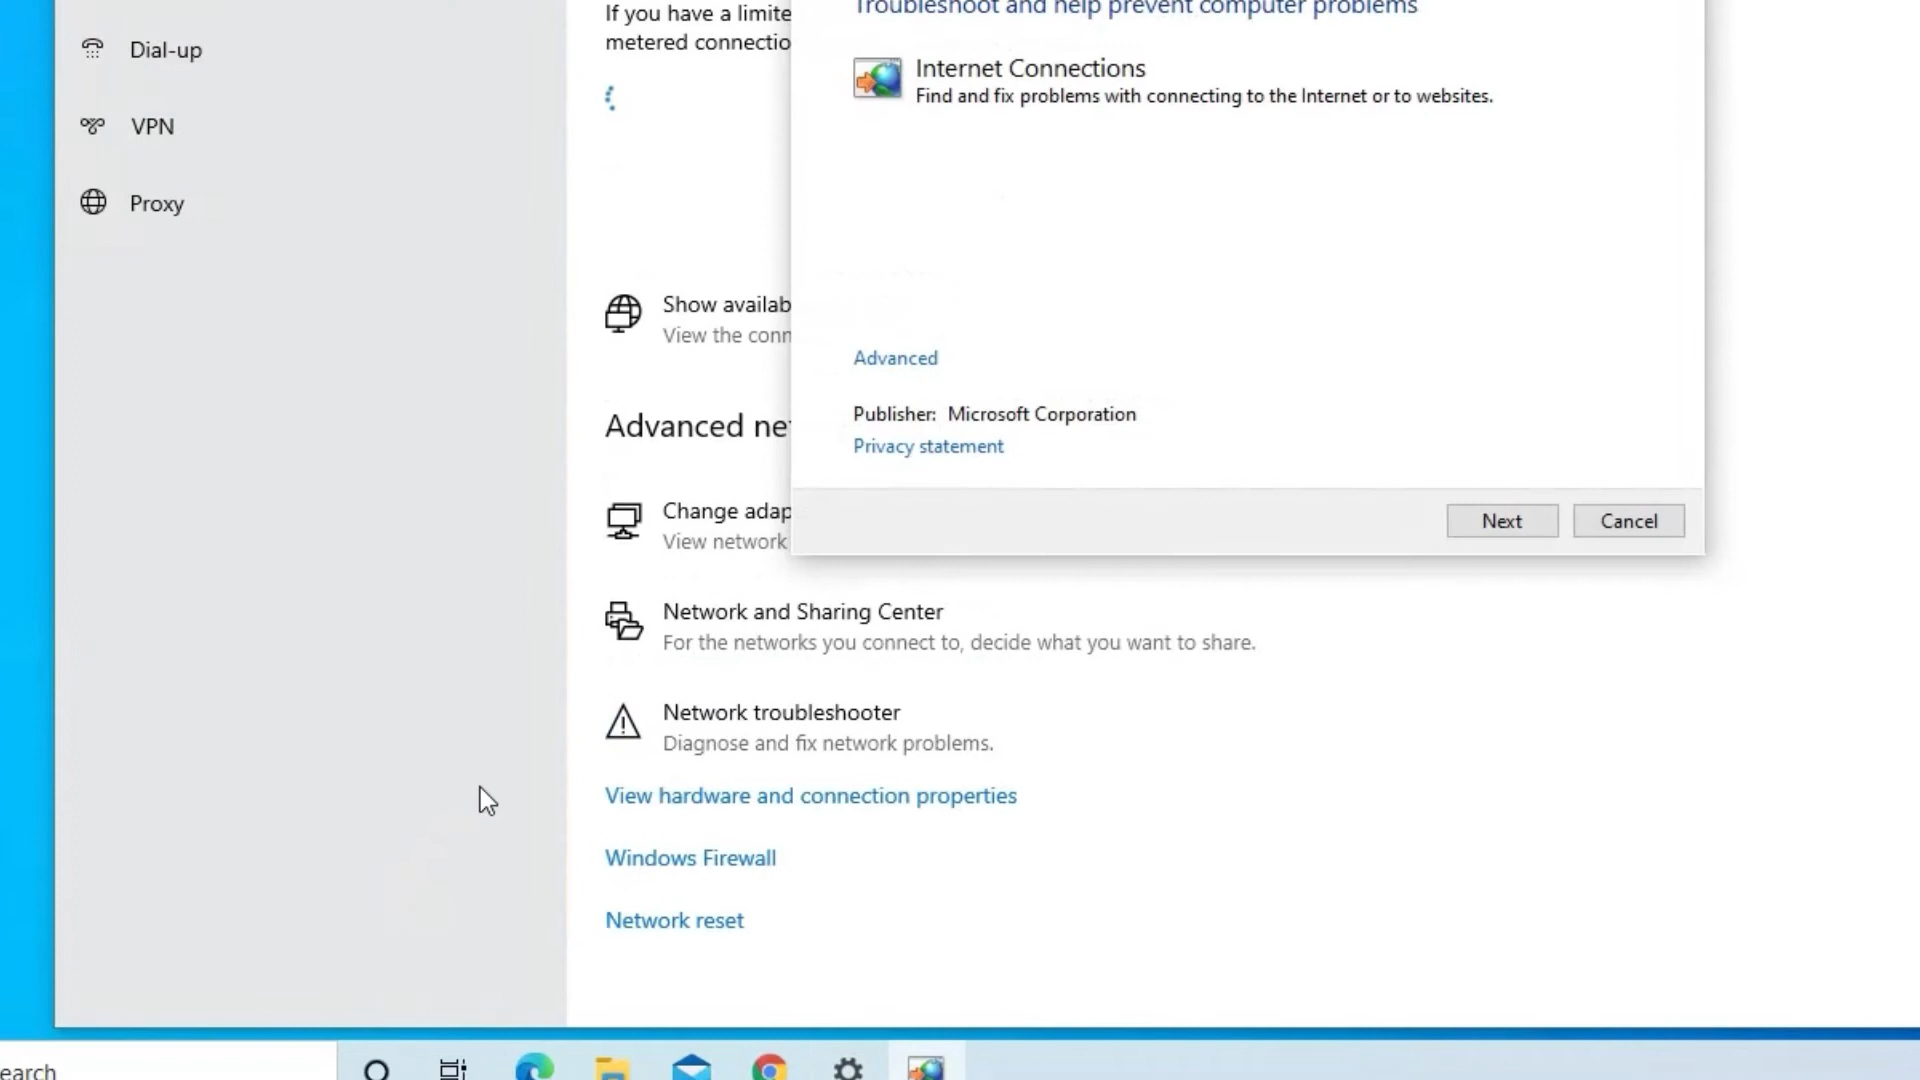 Dial-up
VPN
Proxy
If you have a limite
metered connectio
Show availab
View the conn
Advanced ne
Change adap
View network
Network and Sharing Center
For the networks you connect to, decide what you want to share.
Network troubleshooter
Diagnose and fix network problems.
View hardware and connection properties
Windows Firewall
Network reset
Troubleshoot and help prevent computer problems
Internet Connections
Find and fix problems with connecting to the Internet or to websites.
Advanced
Publisher: Microsoft Corporation
Privacy statement
Next
Cancel
earch